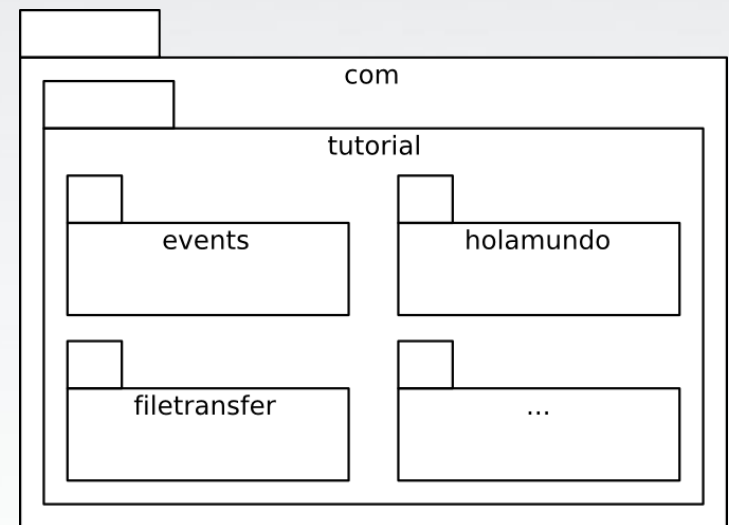 com
tutorial
events
holamundo
filetransfer
...